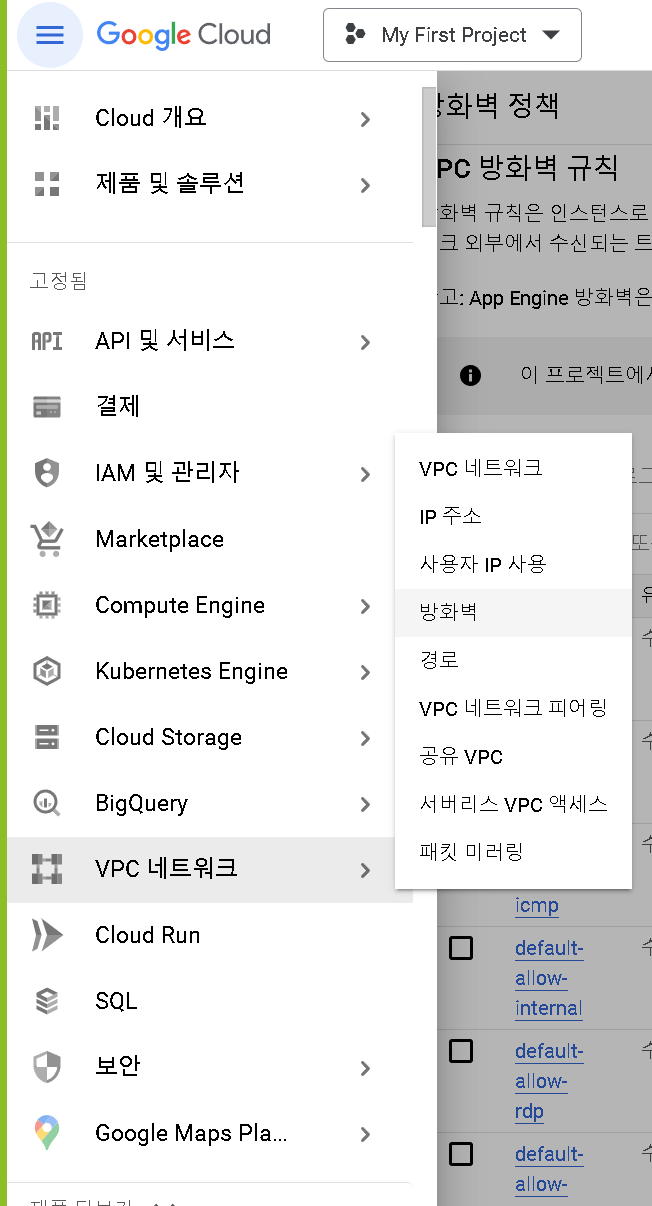 Google Cloud
My First Project
Cloud 개요
제품 및 솔루션
고정됨
API API 및 서비스
결제
IAM 및 관리자
Marketplace
Compute Engine
Kubernetes Engine
Cloud Storage
BigQuery
VPC 네트워크
Cloud Run
SQL
보안
Google Maps Pla...
방화벽 정책
VPC 방화벽 규칙
방화벽 규칙은 인스턴스로
외부에서 수신되는 트
App Engine 방화벽은
이 프로젝트에서
VPC 네트워크
IP 주소
사용자 IP 사용
방화벽
경로
VPC 네트워크 피어링
공유 VPC
서버리스 VPC 액세스
패킷 미러링
icmp
default-
allow-
internal
default-
allow-
rdp
default-
allow-